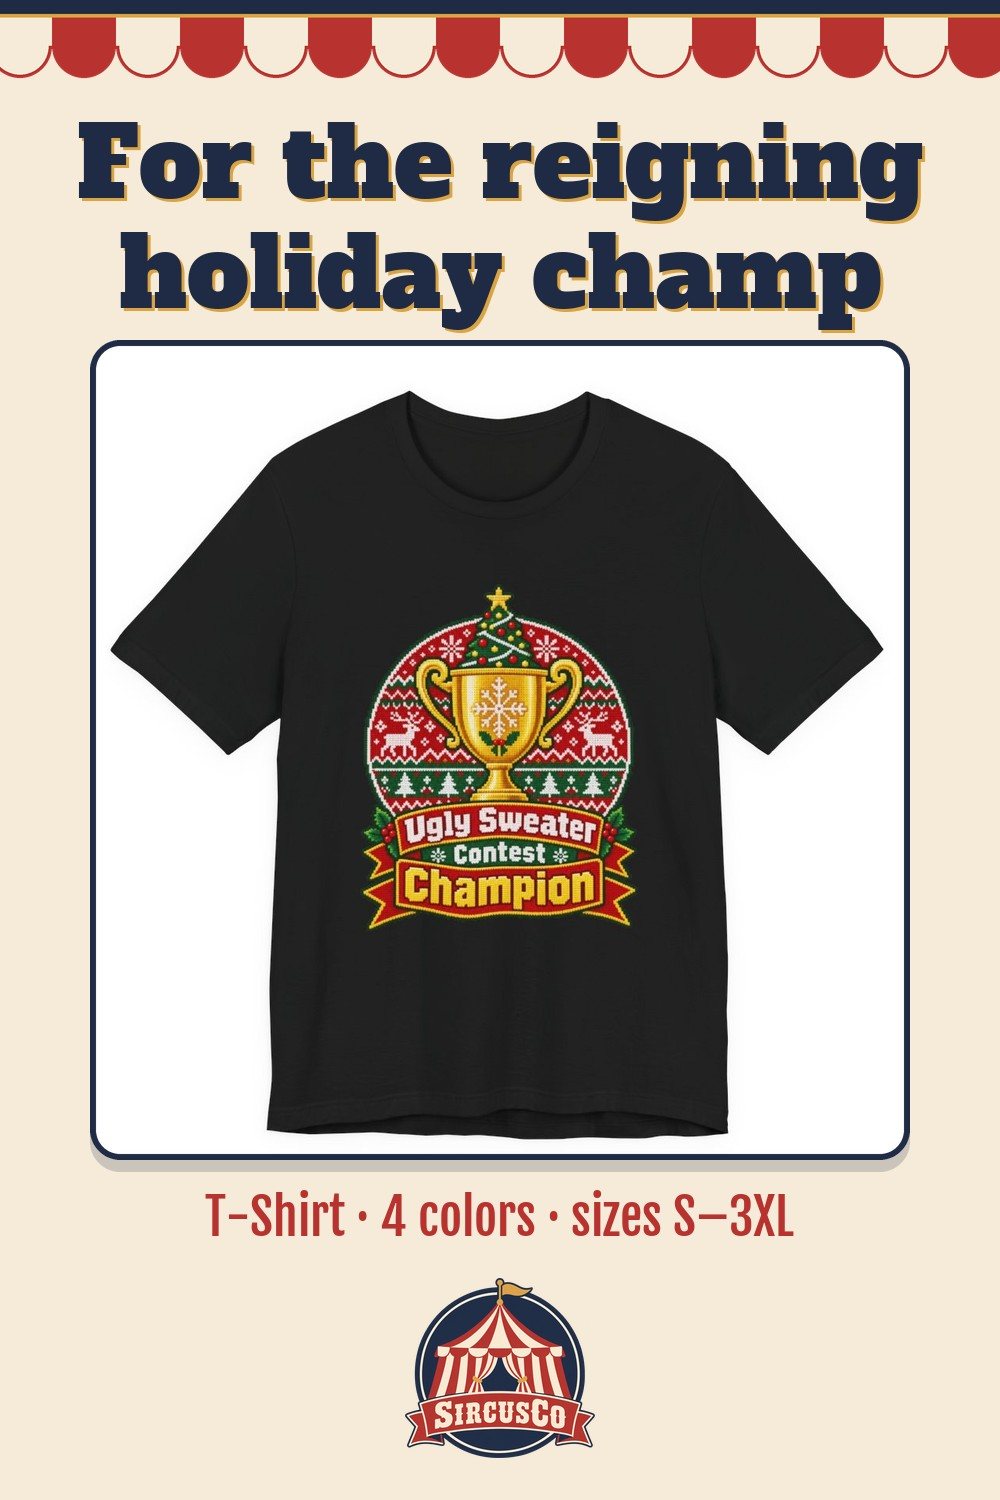 For the reigning
holiday champ
Ugly Sweater
Contest
Champion
T-Shirt · 4 colors · sizes S–3XL
SircusCo